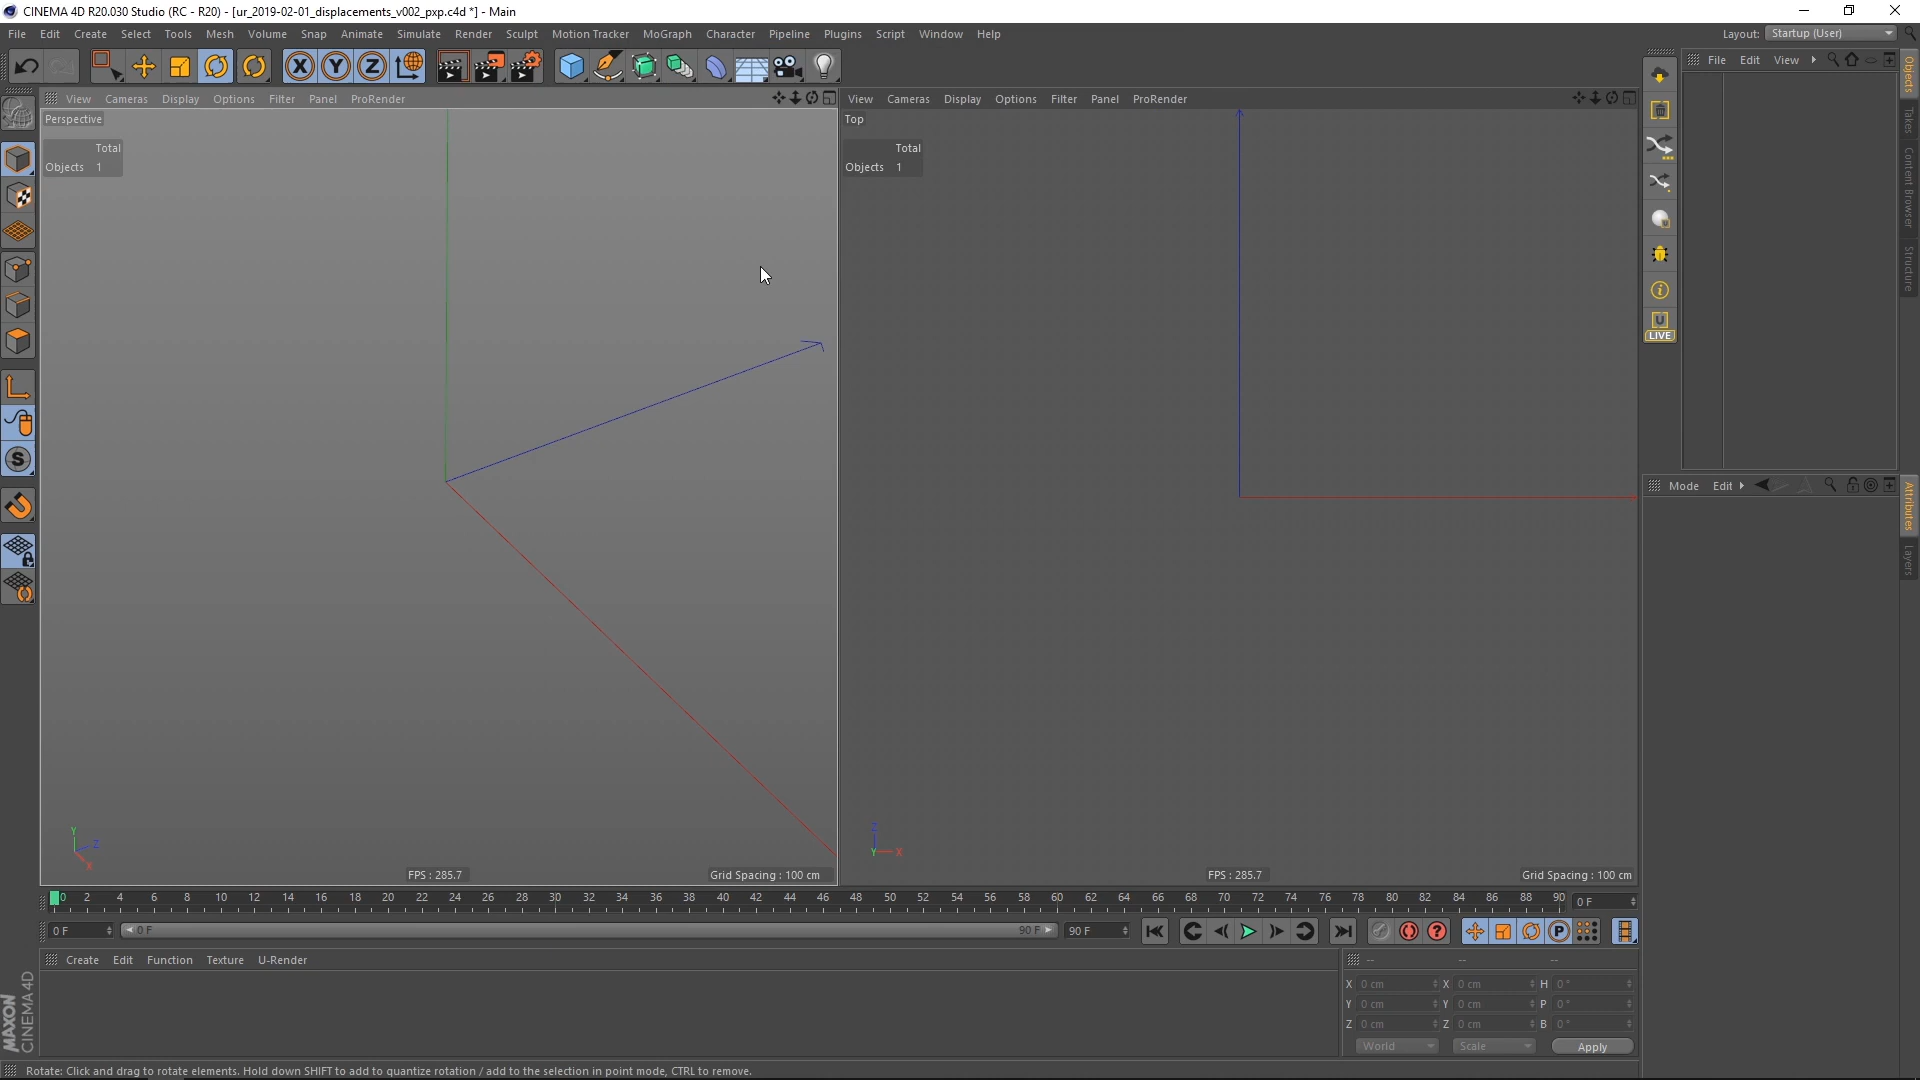 CINEMA 4D R20.030 Studio (RC - R20) - [ur_2019-02-01_displacements_v002_pxp.c4d *] - Main
File Edit Create Select Tools Mesh Volume Snap Animate Simulate Render Sculpt Motion Tracker MoGraph Character Pipeline Plugins Script Window Help Layout: Startup (User)
X Y Z
File Edit View
View Cameras Display Options Filter Panel ProRender
View Cameras Display Options Filter Panel ProRender
Perspective
Top
Total
Objects 1
Total
Objects 1
Objects
Takes
Content Browser
Structure
U
LIVE
S
Mode Edit
Attributes
Layers
Y Z X
Z Y X
FPS : 285.7 Grid Spacing : 100 cm
FPS : 285.7 Grid Spacing : 100 cm
0 2 4 6 8 10 12 14 16 18 20 22 24 26 28 30 32 34 36 38 40 42 44 46 48 50 52 54 56 58 60 62 64 66 68 70 72 74 76 78 80 82 84 86 88 90 0 F
0 F 0 F 90 F 90 F P
Create Edit Function Texture U-Render
-- -- --
X 0 cm X 0 cm H 0 °
Y 0 cm Y 0 cm P 0 °
Z 0 cm Z 0 cm B 0 °
World Scale Apply
MAXON
CINEMA 4D
Rotate: Click and drag to rotate elements. Hold down SHIFT to add to quantize rotation / add to the selection in point mode, CTRL to remove.